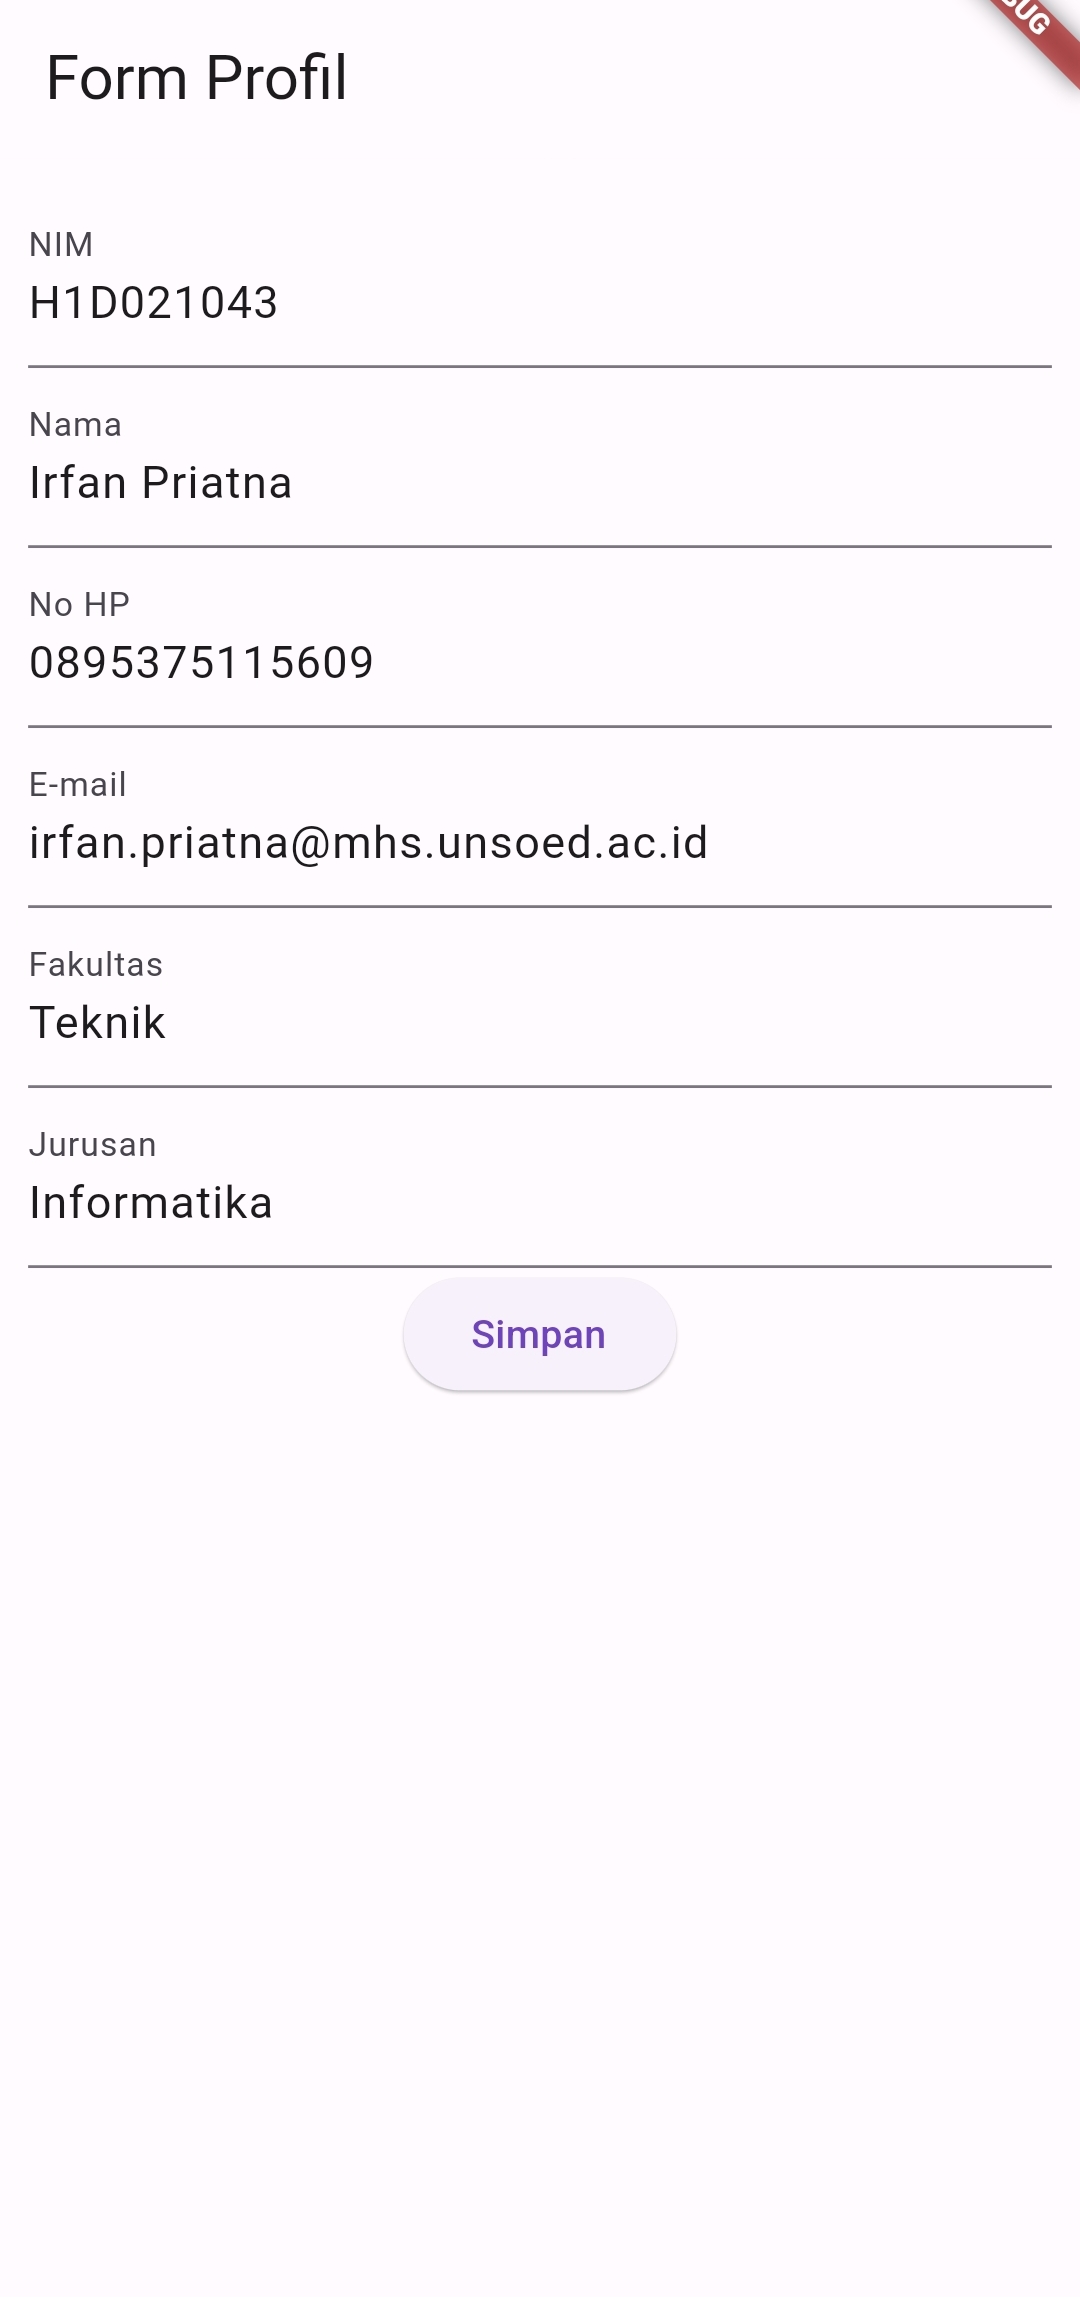 Form Profil
NIM
H1D021043
Nama
Irfan Priatna
No HP
0895375115609
E-mail
irfan.priatna@mhs.unsoed.ac.id
Fakultas
Teknik
Jurusan
Informatika
Simpan